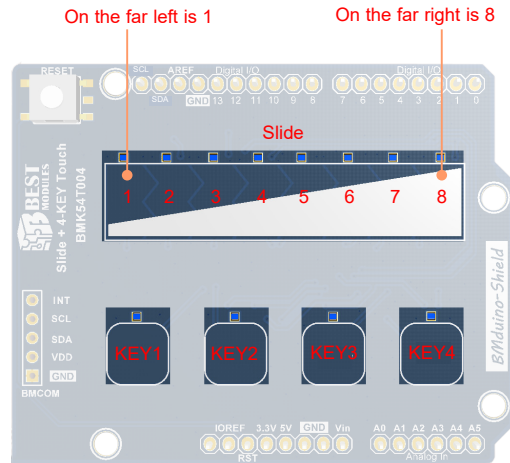 On the far left is 1
On the far right is 8
RESET
SCL
AREF
Digital I/O
Digital I/O
SDA
GND 13 12 11 10 9 8
7 6 5 4 3 2 1 0
Slide
1 2 3 4 5 6 7 8
BEST
MODULES
Slide + 4-KEY Touch
BMK54T004
BMduino-Shield
INT
SCL
SDA
VDD
GND
BMCOM
KEY1 KEY2 KEY3 KEY4
IOREF 3.3V 5V GND Vin
RST
A0 A1 A2 A3 A4 A5
Analog In